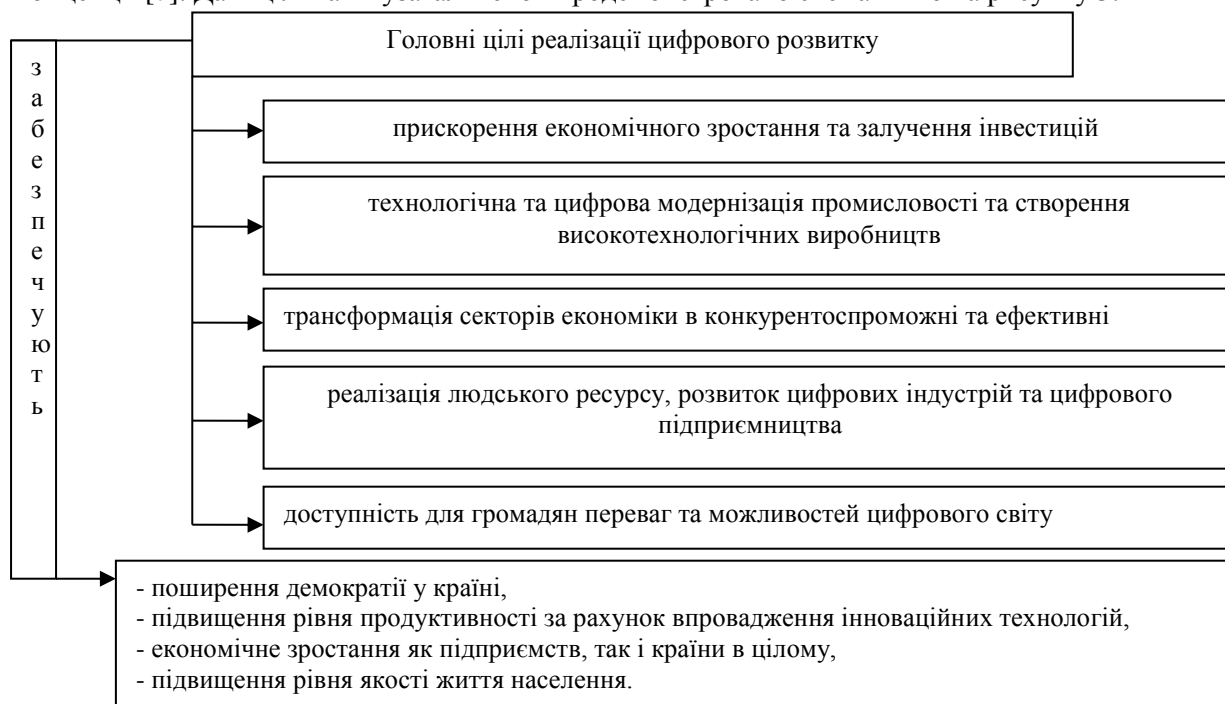 Головні цілі реалізації цифрового розвитку
забезпечують
прискорення економічного зростання та залучення інвестицій
технологічна та цифрова модернізація промисловості та створення
високотехнологічних виробництв
трансформація секторів економіки в конкурентоспроможні та ефективні
реалізація людського ресурсу, розвиток цифрових індустрій та цифрового
підприємництва
доступність для громадян переваг та можливостей цифрового світу
- поширення демократії у країні,
- підвищення рівня продуктивності за рахунок впровадження інноваційних технологій,
- економічне зростання як підприємств, так і країни в цілому,
- підвищення рівня якості життя населення.